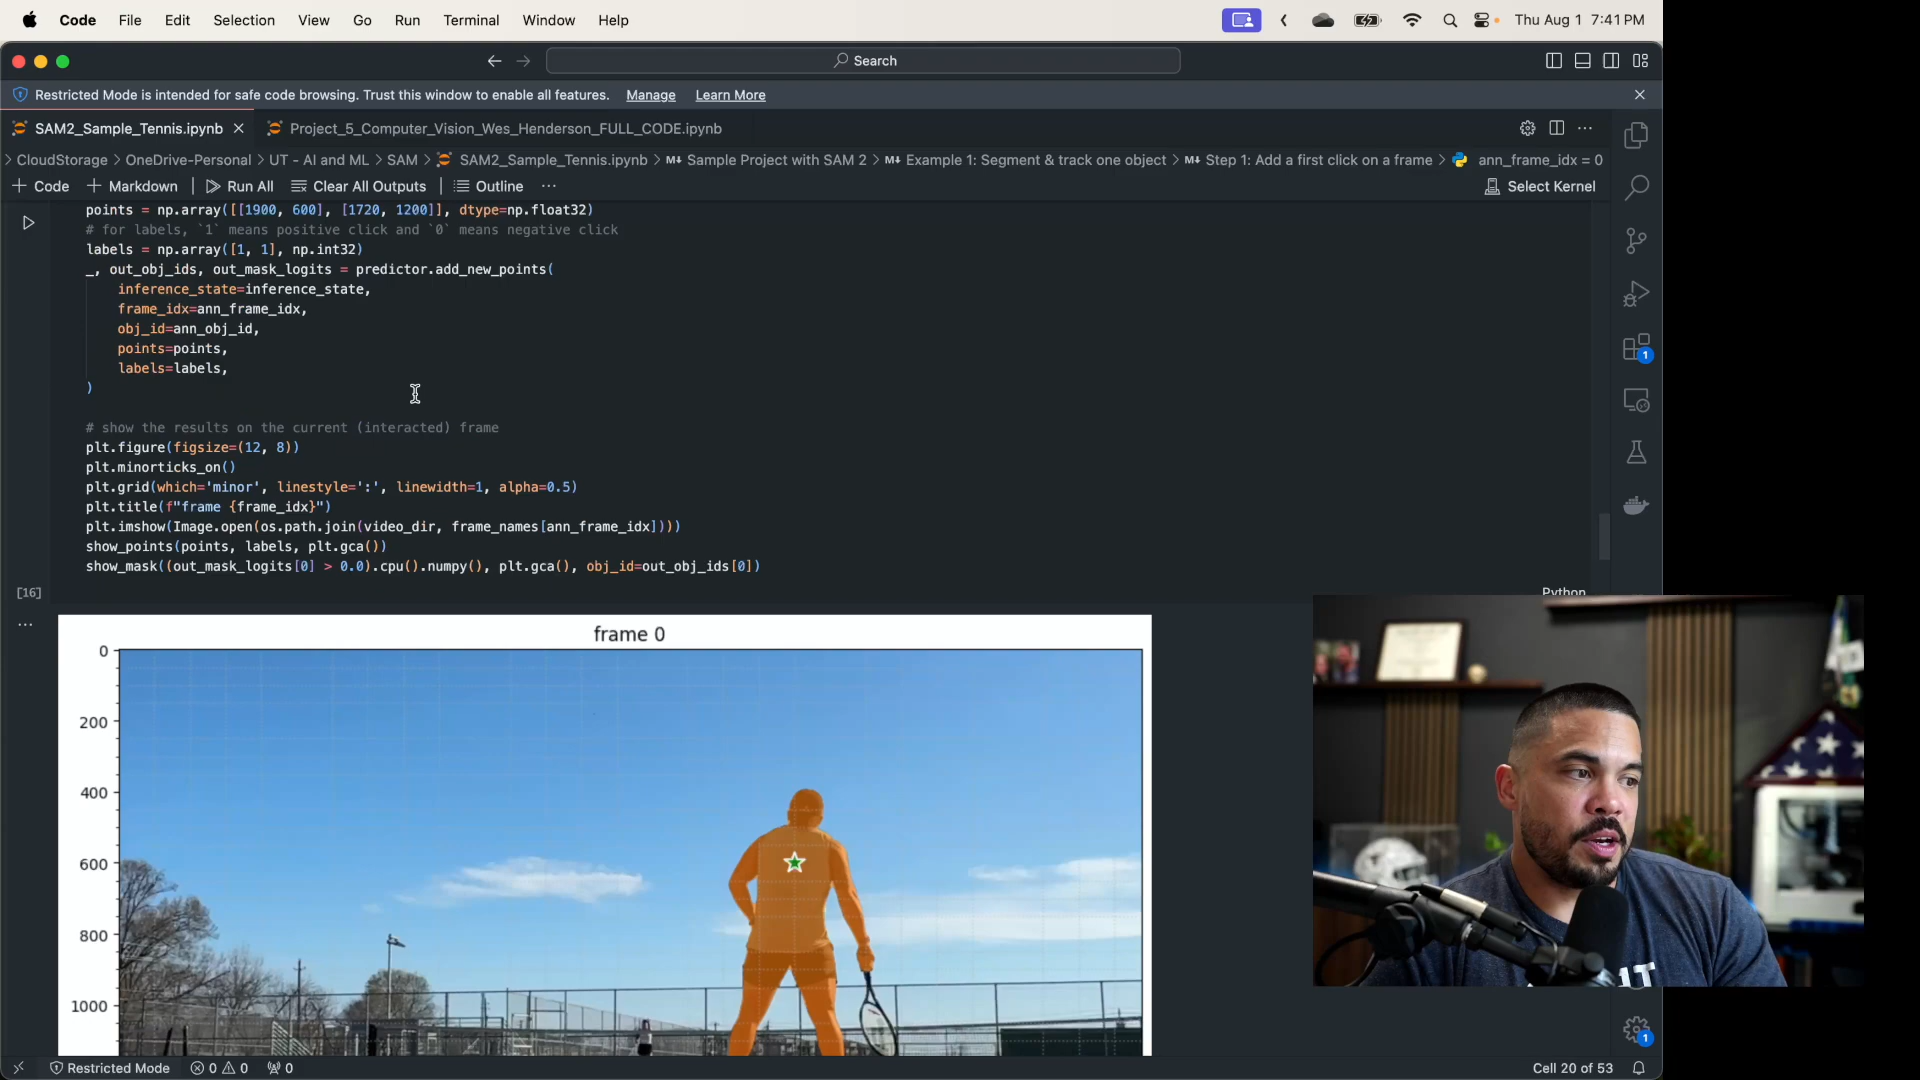 Code File Edit Selection View Go Run Terminal Window Help Thu Aug 1 7:41 PM
Search
Restricted Mode is intended for safe code browsing. Trust this window to enable all features. Manage Learn More
SAM2_Sample_Tennis.ipynb Project_5_Computer_Vision_Wes_Henderson_FULL_CODE.ipynb
> CloudStorage > OneDrive-Personal > UT - AI and ML > SAM > SAM2_Sample_Tennis.ipynb > M↓ Sample Project with SAM 2 > M↓ Example 1: Segment & track one object > M↓ Step 1: Add a first click on a frame > ann_frame_idx = 0
+ Code + Markdown Run All Clear All Outputs Outline ... Select Kernel
points = np.array([[1900, 600], [1720, 1200]], dtype=np.float32)
# for labels, `1` means positive click and `0` means negative click
labels = np.array([1, 1], np.int32)
_, out_obj_ids, out_mask_logits = predictor.add_new_points(
inference_state=inference_state,
frame_idx=ann_frame_idx,
obj_id=ann_obj_id,
points=points,
labels=labels,
)
# show the results on the current (interacted) frame
plt.figure(figsize=(12, 8))
plt.minorticks_on()
plt.grid(which='minor', linestyle=':', linewidth=1, alpha=0.5)
plt.title(f"frame {frame_idx}")
plt.imshow(Image.open(os.path.join(video_dir, frame_names[ann_frame_idx])))
show_points(points, labels, plt.gca())
show_mask((out_mask_logits[0] > 0.0).cpu().numpy(), plt.gca(), obj_id=out_obj_ids[0])
[16] Python
...
frame 0
0
200
400
600
800
1000
1
1
Restricted Mode 0 0 0 Cell 20 of 53